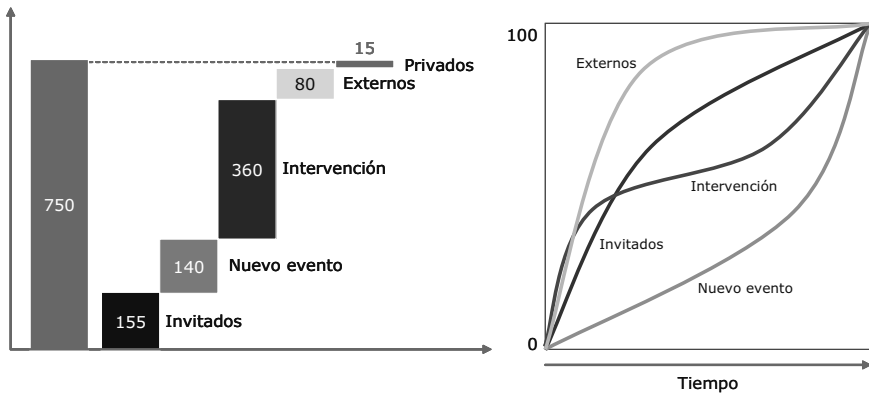 15
Privados
80
Externos
360
Intervención
750
140
Nuevo evento
155
Invitados
100
Externos
Intervención
Invitados
Nuevo evento
0
Tiempo